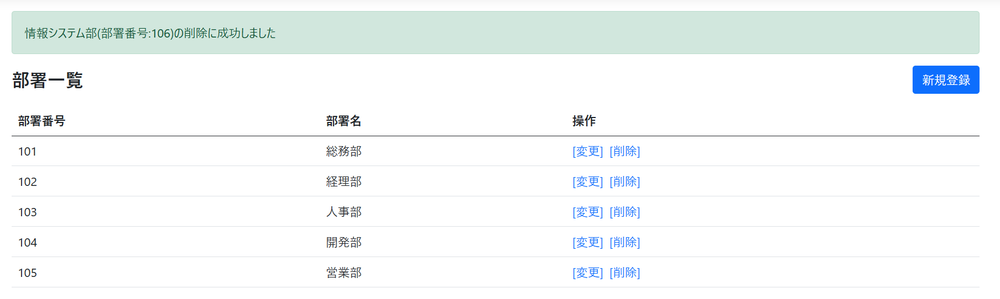 情報システム部(部署番号:106)の削除に成功しました
部署一覧 新規登録
部署番号 部署名 操作
101 総務部 [変更] [削除]
102 経理部 [変更] [削除]
103 人事部 [変更] [削除]
104 開発部 [変更] [削除]
105 営業部 [変更] [削除]